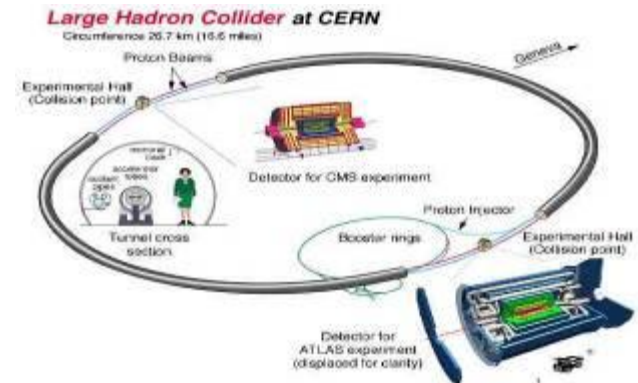 Large Hadron Collider at CERN
Circumference 26.7 km (16.6 miles)
Proton Beams
Geneva
Experimental Hall
(Collision point)
accelerator
pipes
Detector for CMS experiment
Tunnel cross
section
Proton Injector
Booster rings
Experimental Hall
(Collision point)
Detector for
ATLAS experiment
(displaced for clarity)